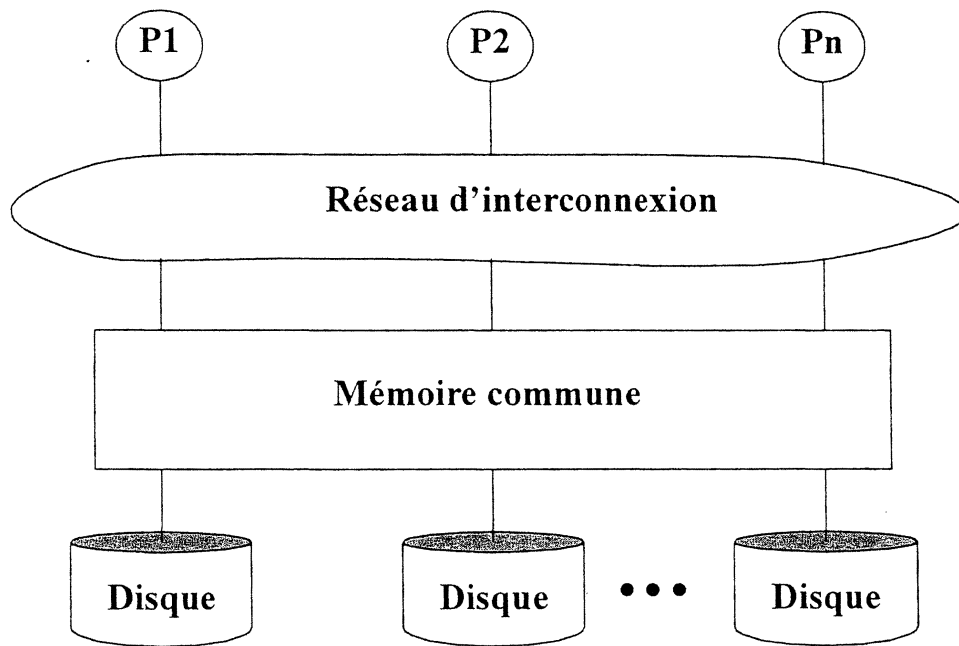 P1 P2 Pn
Réseau d'interconnexion
Mémoire commune
Disque Disque ••• Disque